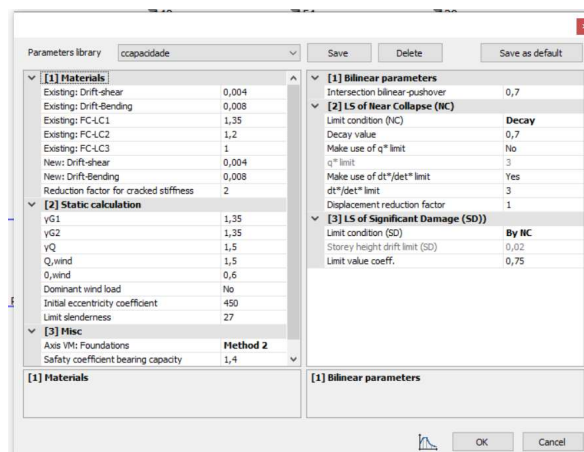 Parameters library ccapacidade Save Delete Save as default
[1] Materials
Existing: Drift-shear 0,004
Existing: Drift-Bending 0,008
Existing: FC-LC1 1,35
Existing: FC-LC2 1,2
Existing: FC-LC3 1
New: Drift-shear 0,004
New: Drift-Bending 0,008
Reduction factor for cracked stiffness 2
[2] Static calculation
γG1 1,35
γG2 1,35
γQ 1,5
Q,wind 1,5
0,wind 0,6
Dominant wind load No
Initial eccentricity coefficient 450
Limit slenderness 27
[3] Misc
Axis VM: Foundations Method 2
Safaty coefficient bearing capacity 1,4
[1] Materials
[1] Bilinear parameters
Intersection bilinear-pushover 0,7
[2] LS of Near Collapse (NC)
Limit condition (NC) Decay
Decay value 0,7
Make use of q* limit No
q* limit 3
Make use of dt*/det* limit Yes
dt*/det* limit 3
Displacement reduction factor 1
[3] LS of Significant Damage (SD))
Limit condition (SD) By NC
Storey height drift limit (SD) 0,02
Limit value coeff. 0,75
[1] Bilinear parameters
OK Cancel